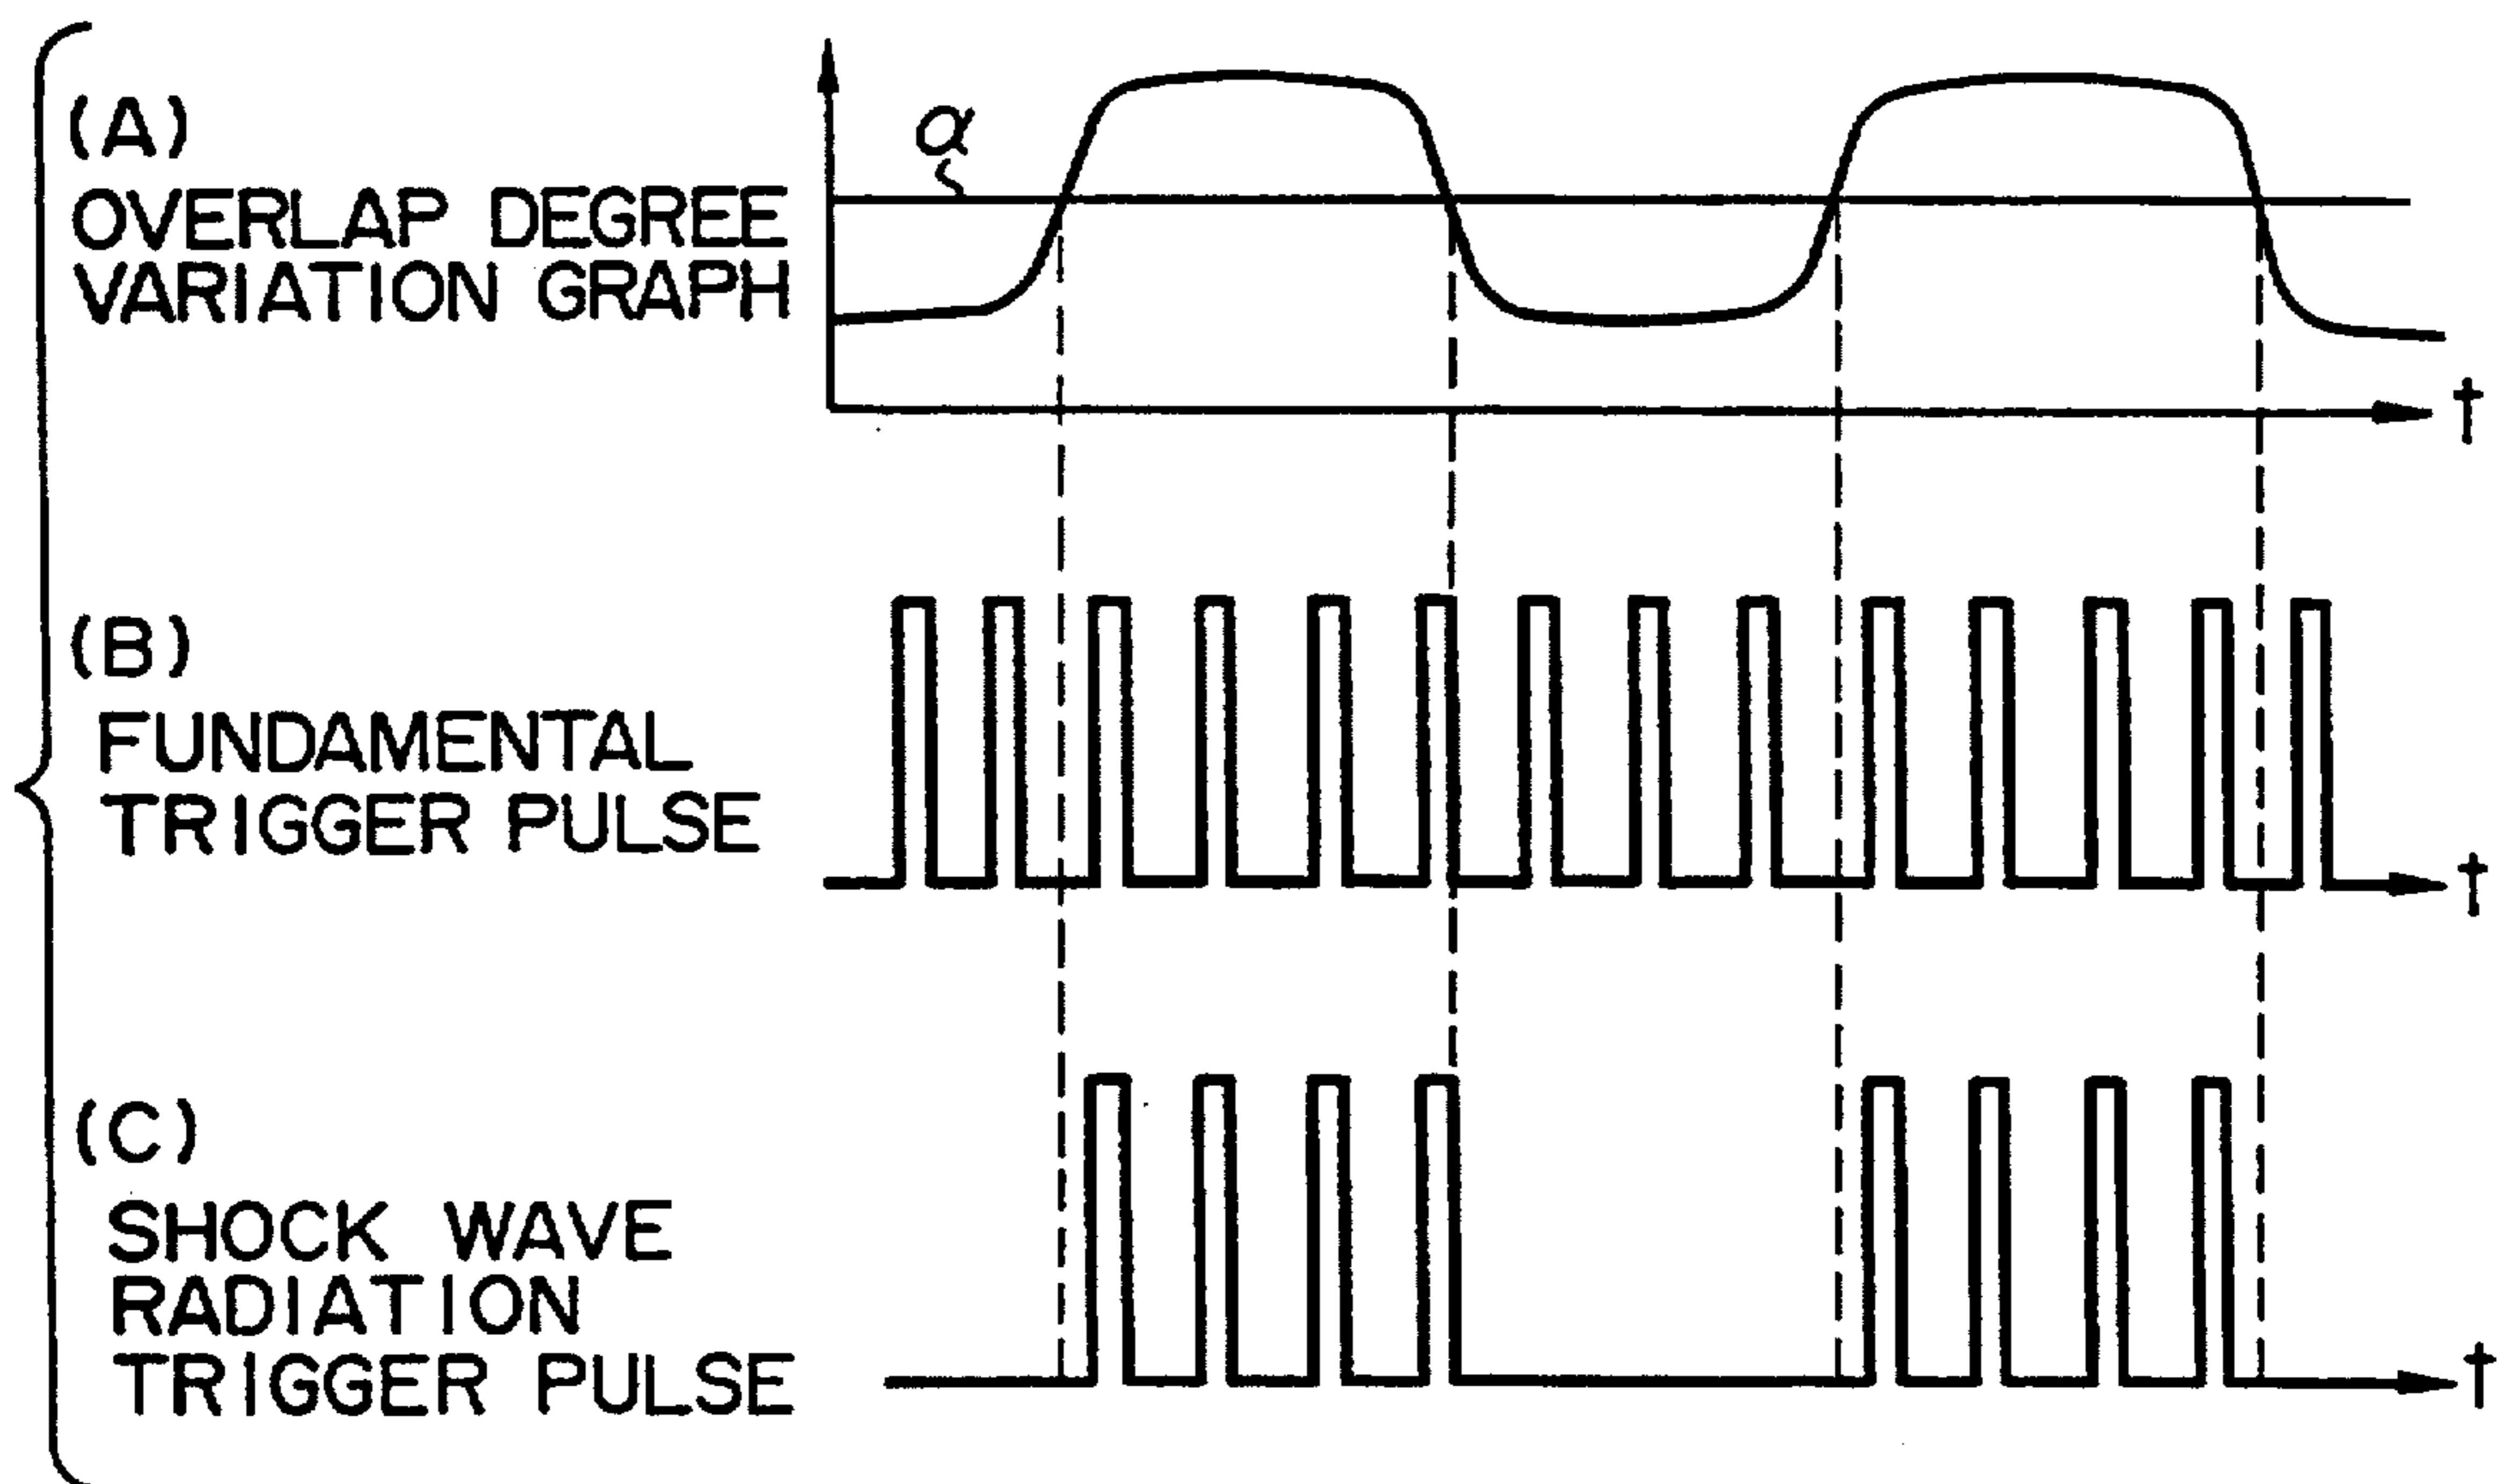 (A)
OVERLAP DEGREE
VARIATION GRAPH
α
t
(B)
FUNDAMENTAL
TRIGGER PULSE
t
(C)
SHOCK WAVE
RADIATION
TRIGGER PULSE
t